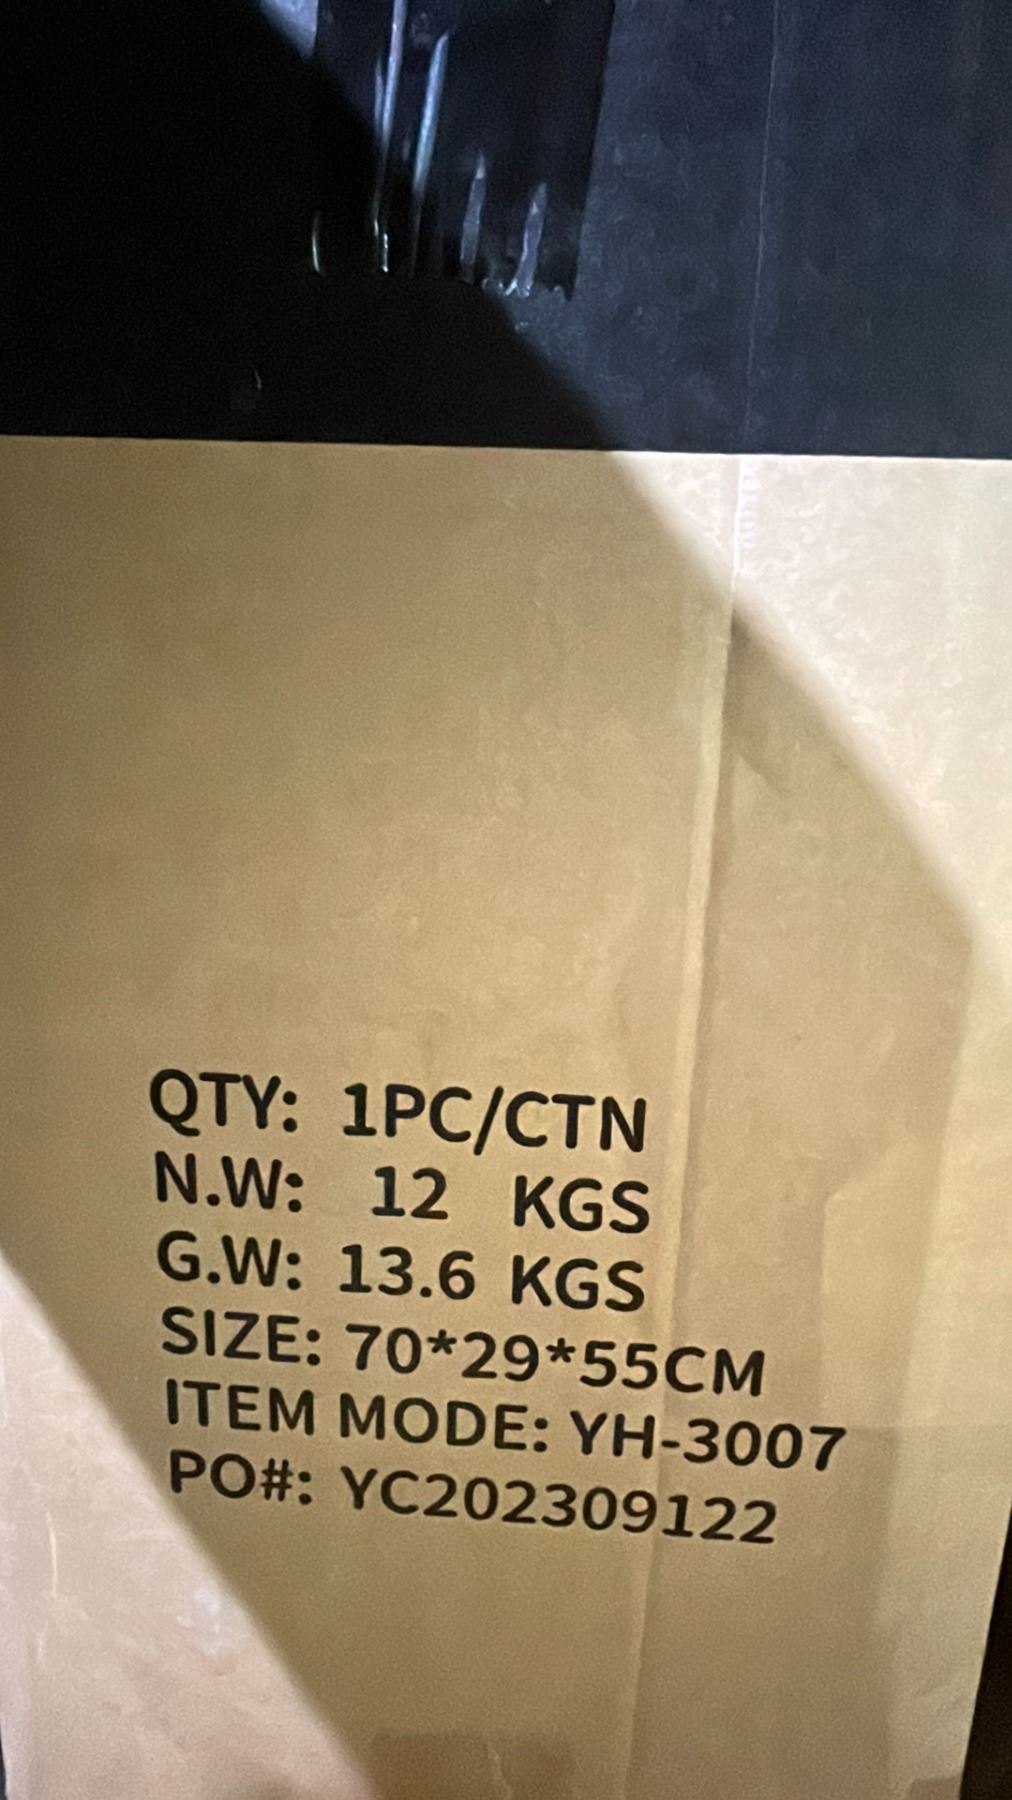 QTY: 1PC/CTN
N.W: 12 KGS
G.W: 13.6 KGS
SIZE: 70*29*55CM
ITEM MODE: YH-3007
PO#: YC202309122